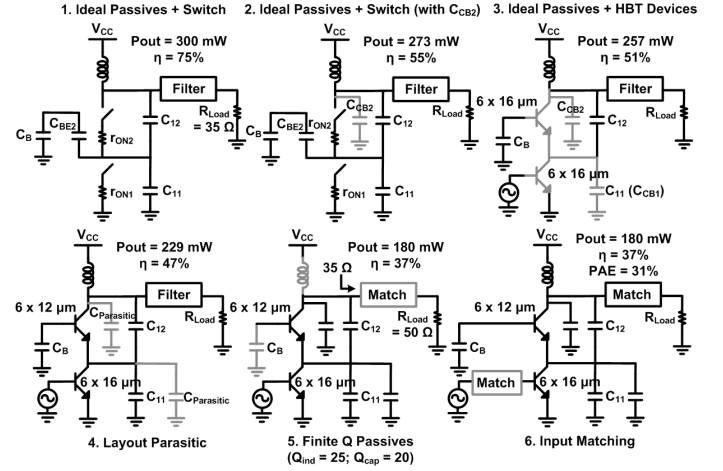 1. Ideal Passives + Switch
VCC
Pout = 300 mW
η = 75%
Filter
RLoad
= 35 Ω
CBE2
CB
rON2
C12
rON1
C11
2. Ideal Passives + Switch (with CCB2)
VCC
Pout = 273 mW
η = 55%
Filter
RLoad
CCB2
CBE2
CB
rON2
C12
rON1
C11
3. Ideal Passives + HBT Devices
VCC
Pout = 257 mW
η = 51%
Filter
RLoad
6 x 16 μm
CCB2
C12
CB
6 x 16 μm
C11 (CCB1)
VCC
Pout = 229 mW
η = 47%
Filter
RLoad
6 x 12 μm
CParasitic
C12
CB
6 x 16 μm
C11
CParasitic
4. Layout Parasitic
VCC
Pout = 180 mW
η = 37%
35 Ω
Match
RLoad
= 50 Ω
6 x 12 μm
C12
CB
6 x 16 μm
C11
5. Finite Q Passives
(Qind = 25; Qcap = 20)
VCC
Pout = 180 mW
η = 37%
PAE = 31%
Match
RLoad
6 x 12 μm
C12
CB
Match
6 x 16 μm
C11
6. Input Matching